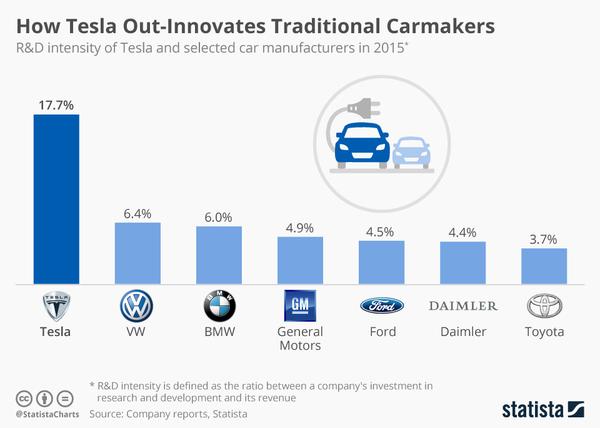 How Tesla Out-Innovates Traditional Carmakers
R&D intensity of Tesla and selected car manufacturers in 2015*
17.7%
6.4%
6.0%
4.9%
4.5%
4.4%
3.7%
TESLA
BMW
GM
Ford
DAIMLER
Tesla
VW
BMW
General
Motors
Ford
Daimler
Toyota
* R&D intensity is defined as the ratio between a company's investment in
research and development and its revenue
@StatistaCharts
Source: Company reports, Statista
statista